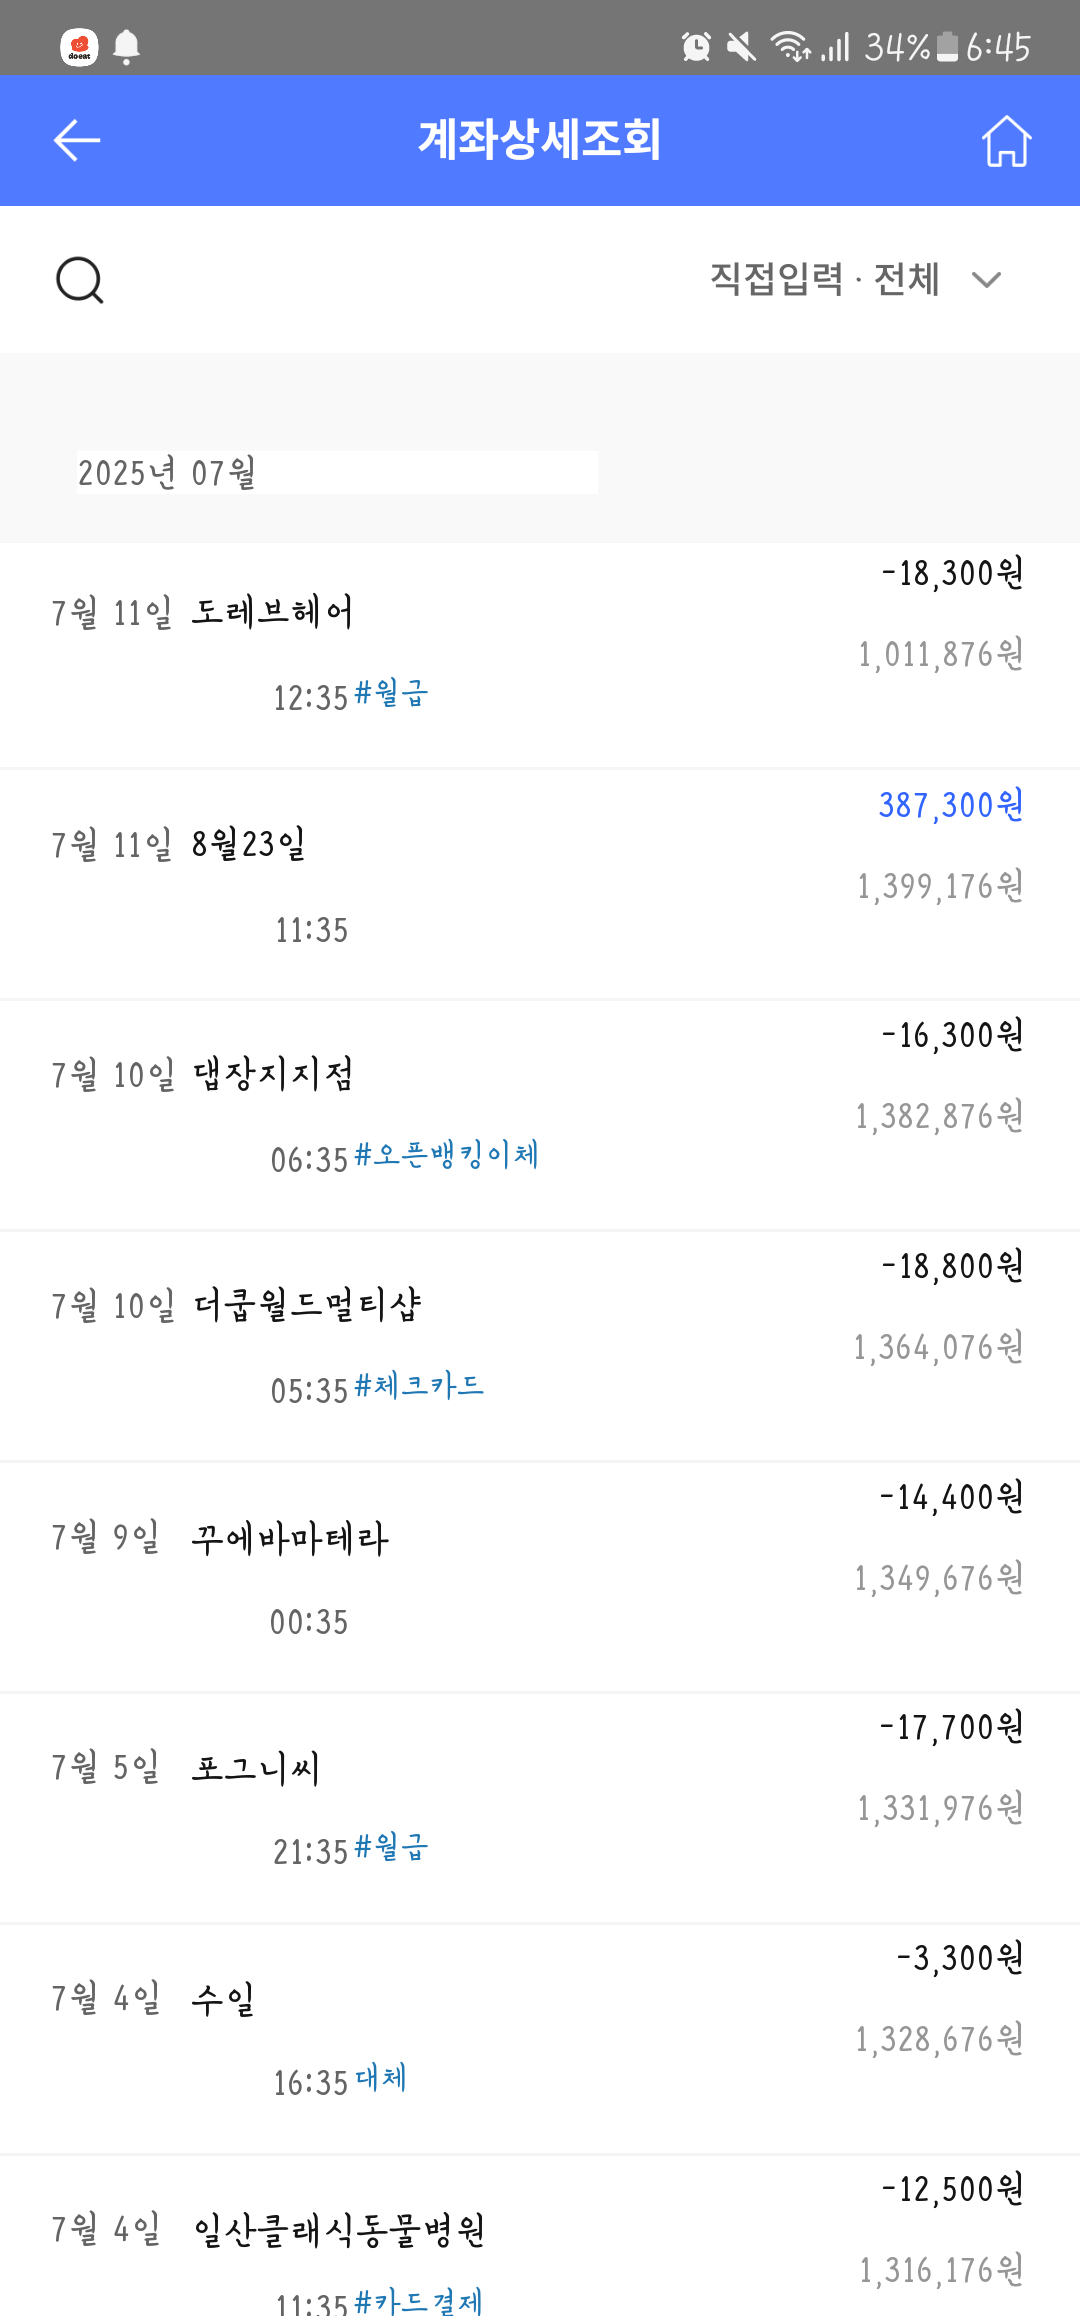 doeat
34% 6:45
계좌상세조회
직접입력 · 전체
2025년 07월
-18,300원
7월 11일 도레브헤어
1,011,876원
12:35 #월급
387,300원
7월 11일 8월23일
1,399,176원
11:35
-16,300원
7월 10일 댑장지지점
1,382,876원
06:35 #오픈뱅킹이체
-18,800원
7월 10일 더쿱월드멀티샵
1,364,076원
05:35 #체크카드
-14,400원
7월 9일 꾸에바마테라
1,349,676원
00:35
-17,700원
7월 5일 포그니씨
1,331,976원
21:35 #월급
-3,300원
7월 4일 수일
1,328,676원
16:35 대체
-12,500원
7월 4일 일산클래식동물병원
1,316,176원
11:35 #카드결제